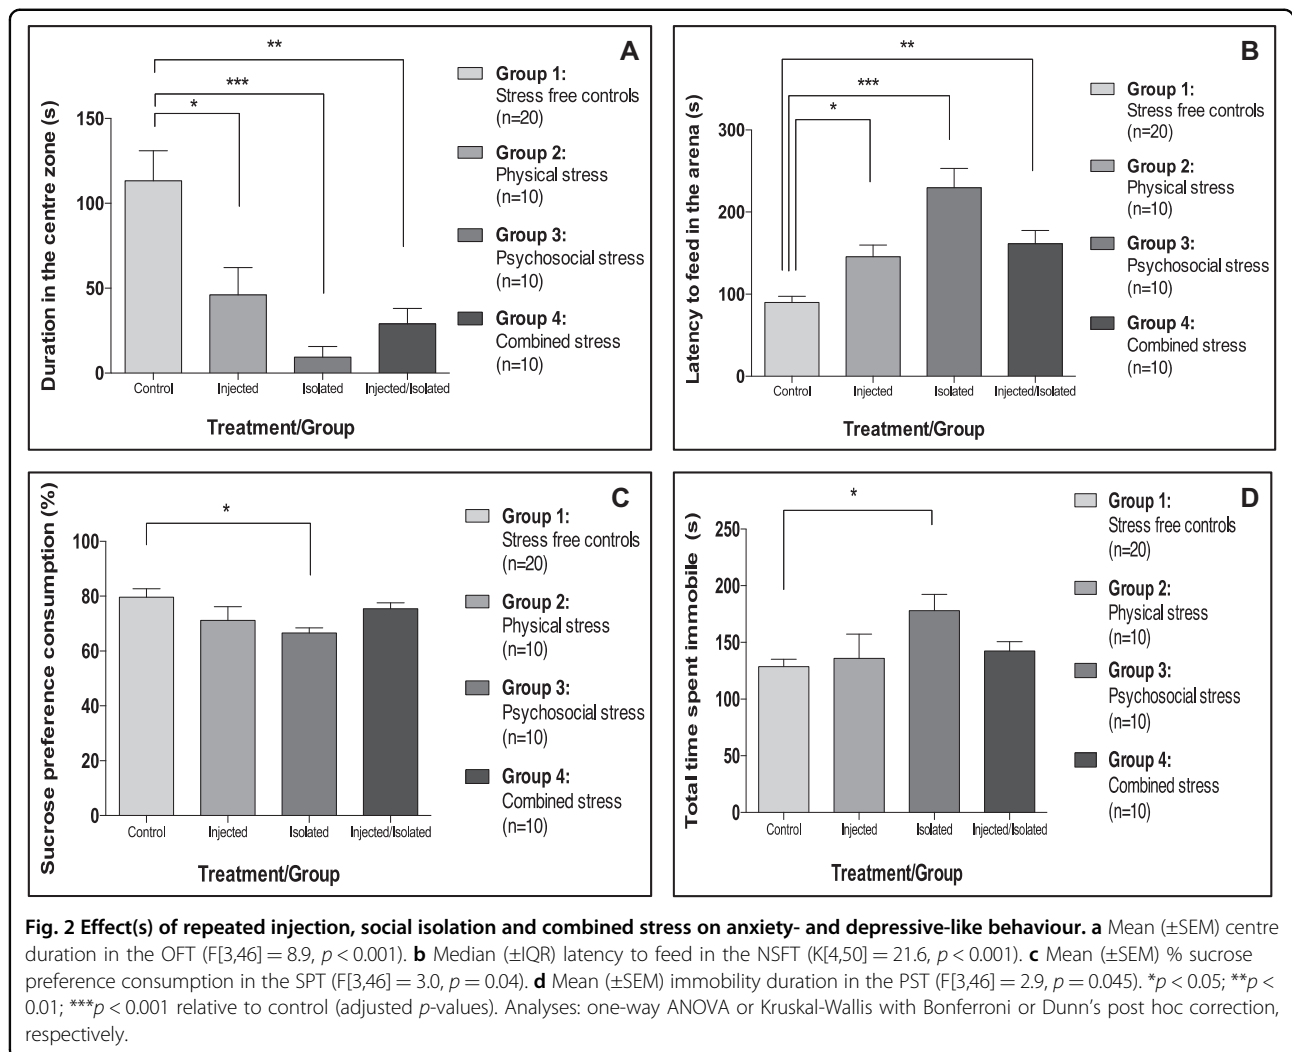 A
**
***
*
Duration in the centre zone (s)
150
100
50
0
Control Injected Isolated Injected/Isolated
Treatment/Group
Group 1:
Stress free controls
(n=20)
Group 2:
Physical stress
(n=10)
Group 3:
Psychosocial stress
(n=10)
Group 4:
Combined stress
(n=10)
B
**
***
*
Latency to feed in the arena (s)
300
200
100
0
Control Injected Isolated Injected/Isolated
Treatment/Group
Group 1:
Stress free controls
(n=20)
Group 2:
Physical stress
(n=10)
Group 3:
Psychosocial stress
(n=10)
Group 4:
Combined stress
(n=10)
C
*
Sucrose preference consumption (%)
100
80
60
40
20
0
Control Injected Isolated Injected/Isolated
Treatment/Group
Group 1:
Stress free controls
(n=20)
Group 2:
Physical stress
(n=10)
Group 3:
Psychosocial stress
(n=10)
Group 4:
Combined stress
(n=10)
D
*
Total time spent immobile (s)
250
200
150
100
50
0
Control Injected Isolated Injected/Isolated
Treatment/Group
Group 1:
Stress free controls
(n=20)
Group 2:
Physical stress
(n=10)
Group 3:
Psychosocial stress
(n=10)
Group 4:
Combined stress
(n=10)
Fig. 2 Effect(s) of repeated injection, social isolation and combined stress on anxiety- and depressive-like behaviour. a Mean (±SEM) centre
duration in the OFT (F[3,46] = 8.9, p < 0.001). b Median (±IQR) latency to feed in the NSFT (K[4,50] = 21.6, p < 0.001). c Mean (±SEM) % sucrose
preference consumption in the SPT (F[3,46] = 3.0, p = 0.04). d Mean (±SEM) immobility duration in the PST (F[3,46] = 2.9, p = 0.045). *p < 0.05; **p <
0.01; ***p < 0.001 relative to control (adjusted p-values). Analyses: one-way ANOVA or Kruskal-Wallis with Bonferroni or Dunn's post hoc correction,
respectively.